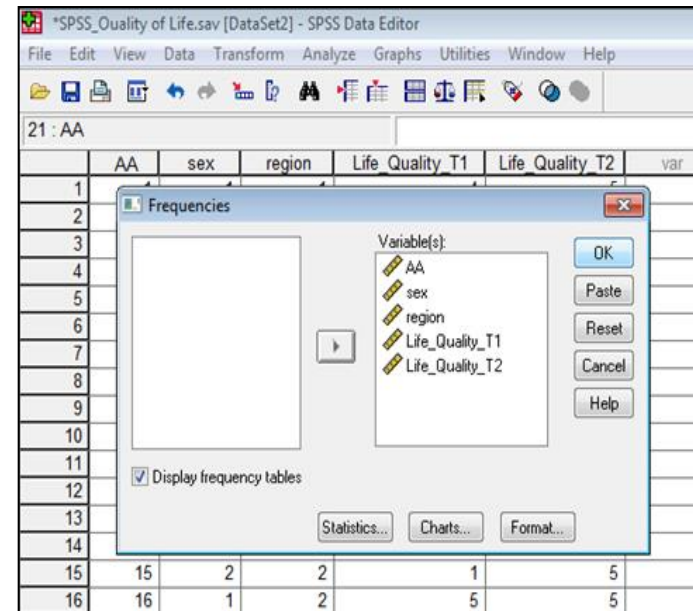 *SPSS_Ouality of Life.sav [DataSet2] - SPSS Data Editor
File Edit View Data Transform Analyze Graphs Utilities Window Help
21 : AA
AA sex region Life_Quality_T1 Life_Quality_T2 var
1
2
3
4
5
6
7
8
9
10
11
12
13
14
Frequencies
Variable(s):
AA
sex
region
Life_Quality_T1
Life_Quality_T2
OK
Paste
Reset
Cancel
Help
Display frequency tables
Statistics... Charts... Format...
15 15 2 2 1 5
16 16 1 2 5 5